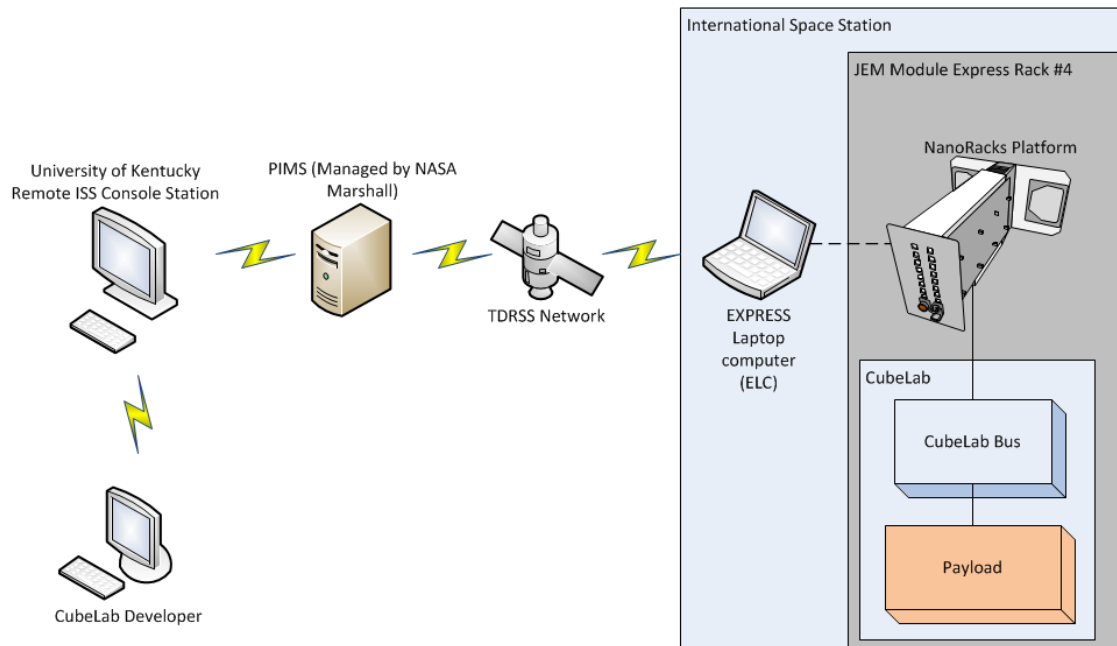 International Space Station
JEM Module Express Rack #4
NanoRacks Platform
University of Kentucky
Remote ISS Console Station
PIMS (Managed by NASA
Marshall)
TDRSS Network
EXPRESS
Laptop
computer
(ELC)
CubeLab
CubeLab Bus
Payload
CubeLab Developer